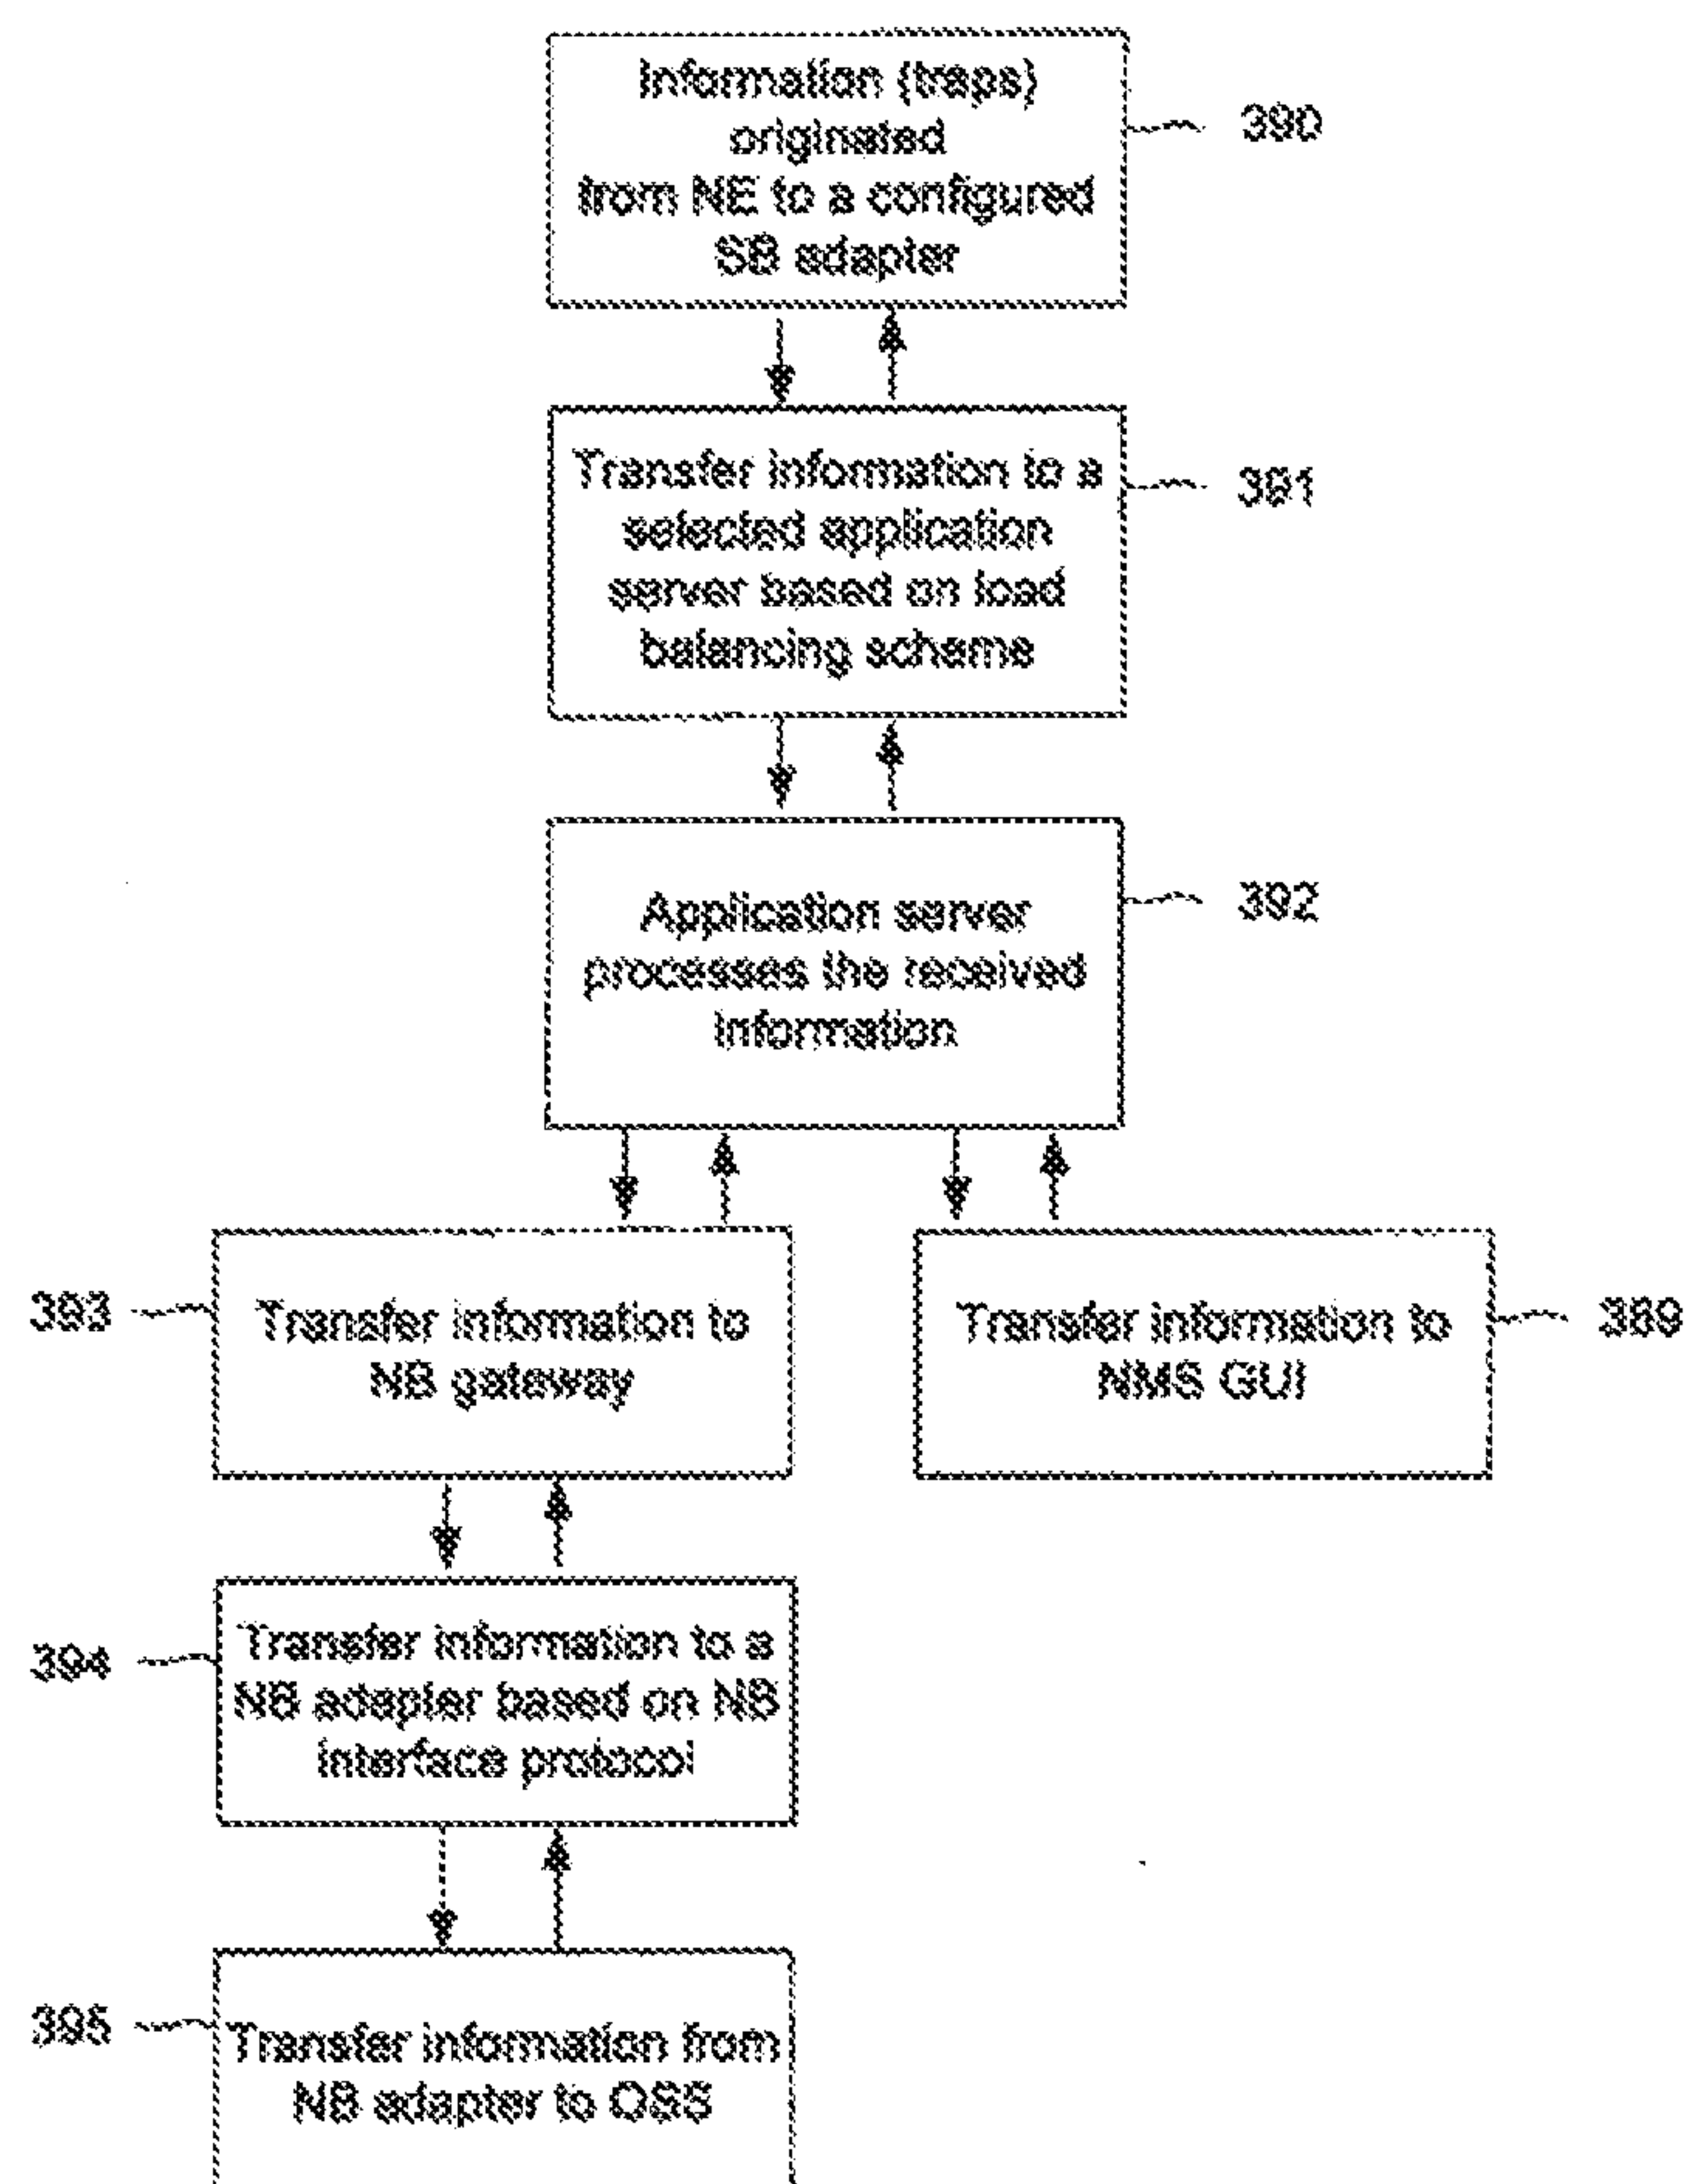 Information (traps)
originated
from NE to a configured
SB adapter
390
Transfer information to a
selected application
server based on load
balancing scheme
391
Application server
processes the received
information
392
393
Transfer information to
NB gateway
Transfer information to
NMS GUI
389
394
Transfer information to a
NB adapter based on NB
interface protocol
395
Transfer information from
NB adapter to OSS